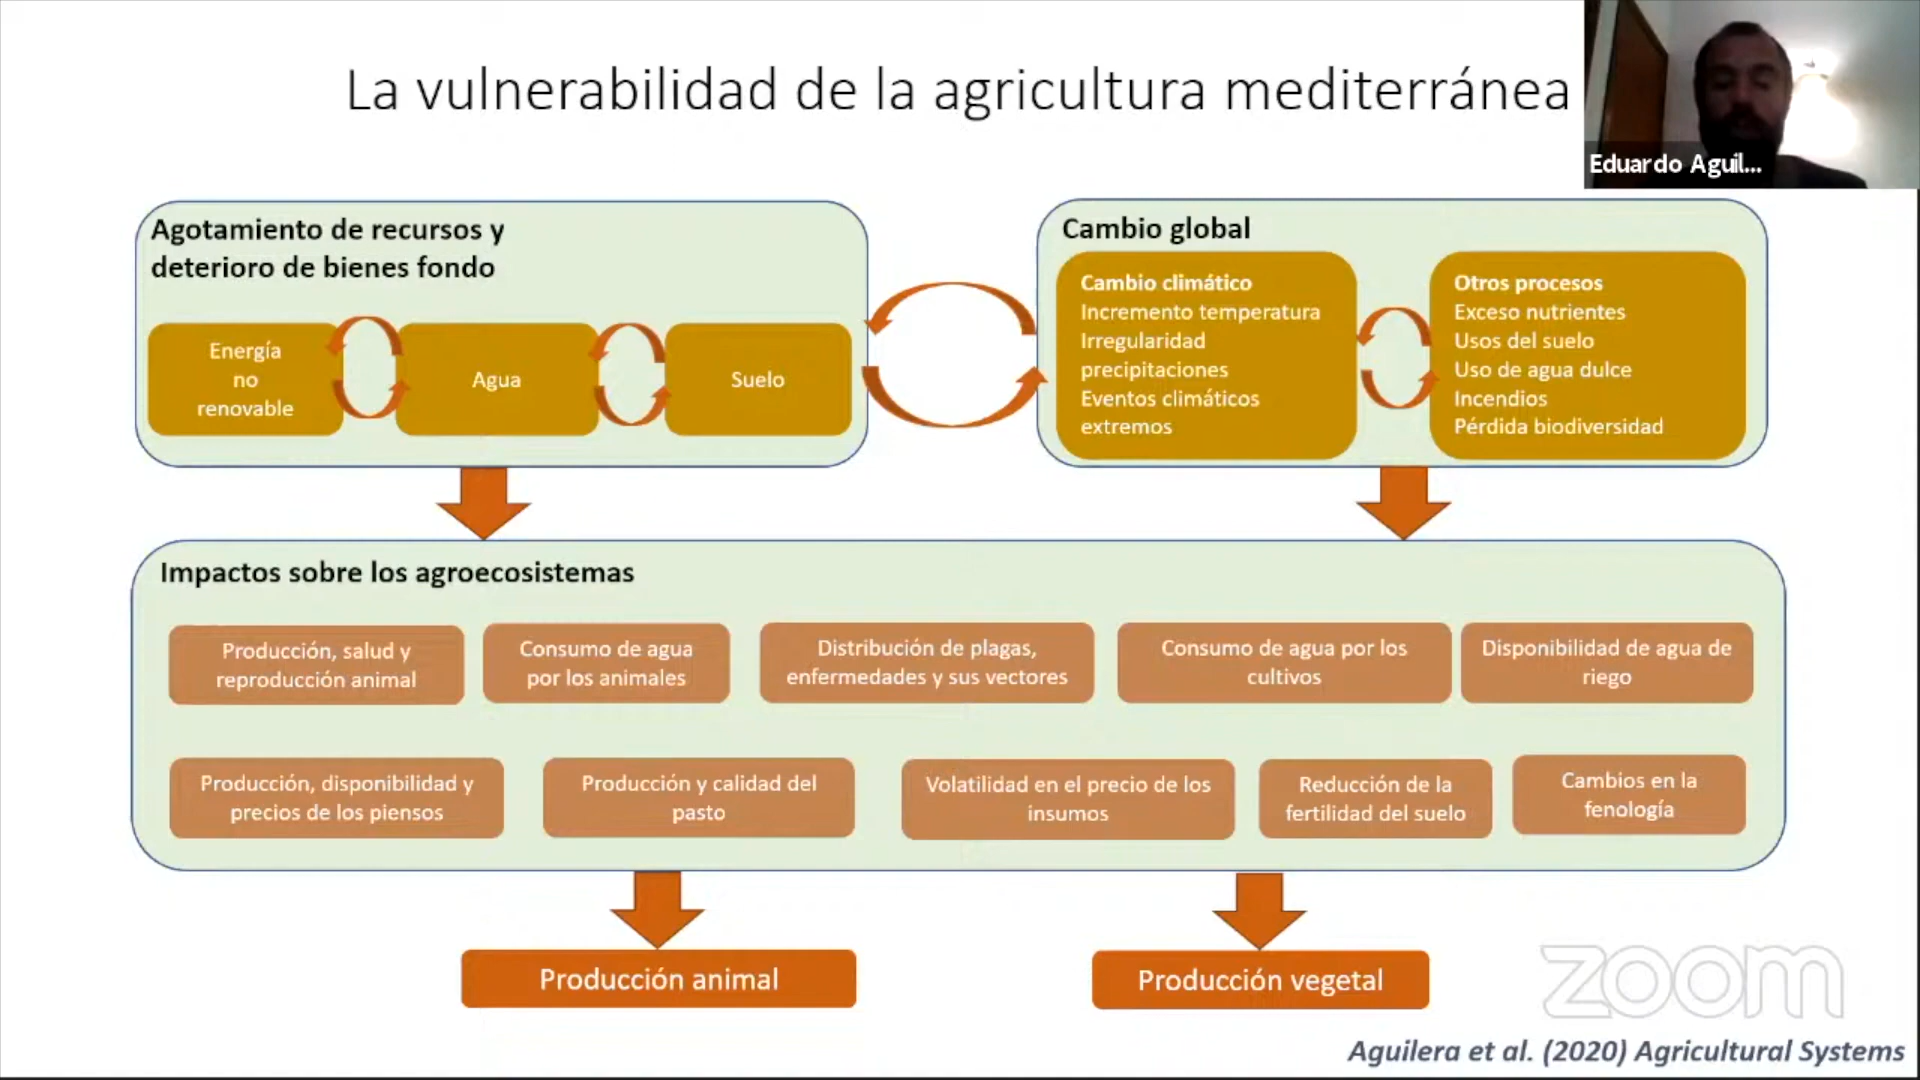 La vulnerabilidad de la agricultura mediterránea
Eduardo Aguil...
Agotamiento de recursos y
deterioro de bienes fondo
Energía
no
renovable
Agua
Suelo
Cambio global
Cambio climático
Incremento temperatura
Irregularidad
precipitaciones
Eventos climáticos
extremos
Otros procesos
Exceso nutrientes
Usos del suelo
Uso de agua dulce
Incendios
Pérdida biodiversidad
Impactos sobre los agroecosistemas
Producción, salud y
reproducción animal
Consumo de agua
por los animales
Distribución de plagas,
enfermedades y sus vectores
Consumo de agua por los
cultivos
Disponibilidad de agua de
riego
Producción, disponibilidad y
precios de los piensos
Producción y calidad del
pasto
Volatilidad en el precio de los
insumos
Reducción de la
fertilidad del suelo
Cambios en la
fenología
Producción animal
Producción vegetal
zoom
Aguilera et al. (2020) Agricultural Systems